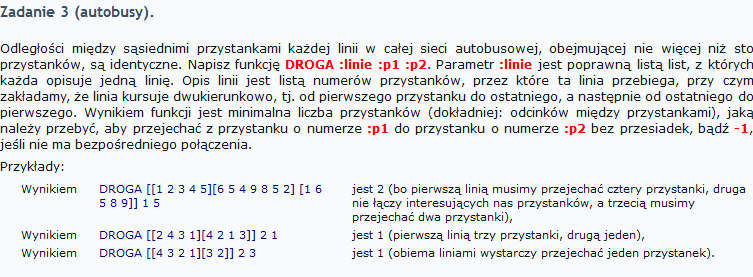 Zadanie 3 (autobusy).
Odległości między sąsiednimi przystankami każdej linii w całej sieci autobusowej, obejmującej nie więcej niż sto
przystanków, są identyczne. Napisz funkcję DROGA :linie :p1 :p2. Parametr :linie jest poprawną listą list, z których
każda opisuje jedną linię. Opis linii jest listą numerów przystanków, przez które ta linia przebiega, przy czym
zakładamy, że linia kursuje dwukierunkowo, tj. od pierwszego przystanku do ostatniego, a następnie od ostatniego do
pierwszego. Wynikiem funkcji jest minimalna liczba przystanków (dokładniej: odcinków między przystankami), jaką
należy przebyć, aby przejechać z przystanku o numerze :p1 do przystanku o numerze :p2 bez przesiadek, bądź -1,
jeśli nie ma bezpośredniego połączenia.
Przykłady:
Wynikiem DROGA [[1 2 3 4 5][6 5 4 9 8 5 2] [1 6 jest 2 (bo pierwszą linią musimy przejechać cztery przystanki, druga
5 8 9]] 1 5 nie łączy interesujących nas przystanków, a trzecią musimy
przejechać dwa przystanki),
Wynikiem DROGA [[2 4 3 1][4 2 1 3]] 2 1 jest 1 (pierwszą linią trzy przystanki, drugą jeden),
Wynikiem DROGA [[4 3 2 1][3 2]] 2 3 jest 1 (obiema liniami wystarczy przejechać jeden przystanek).